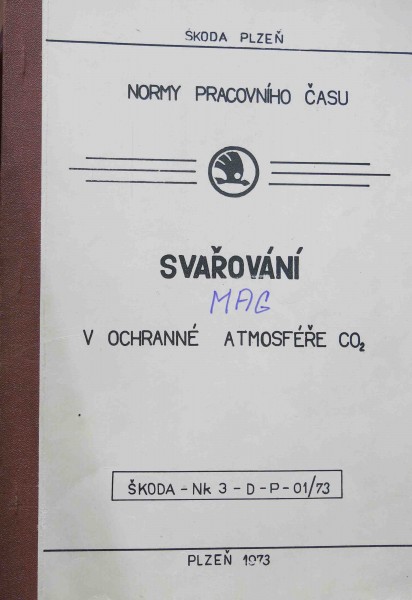 ŠKODA PLZEŇ
NORMY PRACOVNÍHO ČASU
SVAŘOVÁNÍ
MAG
V OCHRANNÉ ATMOSFÉŘE CO₂
ŠKODA - Nk 3 - D - P - 01/73
PLZEŇ 1973